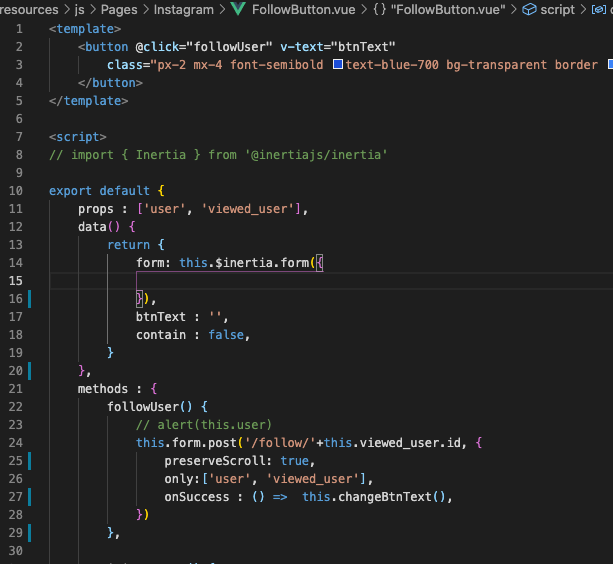 resources > js > Pages > Instagram > FollowButton.vue > {} "FollowButton.vue" > script >
1 <template>
2 <button @click="followUser" v-text="btnText"
3 class="px-2 mx-4 font-semibold text-blue-700 bg-transparent border
4 </button>
5 </template>
6
7 <script>
8 // import { Inertia } from '@inertiajs/inertia'
9
10 export default {
11 props : ['user', 'viewed_user'],
12 data() {
13 return {
14 form: this.$inertia.form({
15
16 }),
17 btnText : '',
18 contain : false,
19 }
20 },
21 methods : {
22 followUser() {
23 // alert(this.user)
24 this.form.post('/follow/'+this.viewed_user.id, {
25 preserveScroll: true,
26 only:['user', 'viewed_user'],
27 onSuccess : () => this.changeBtnText(),
28 })
29 },
30